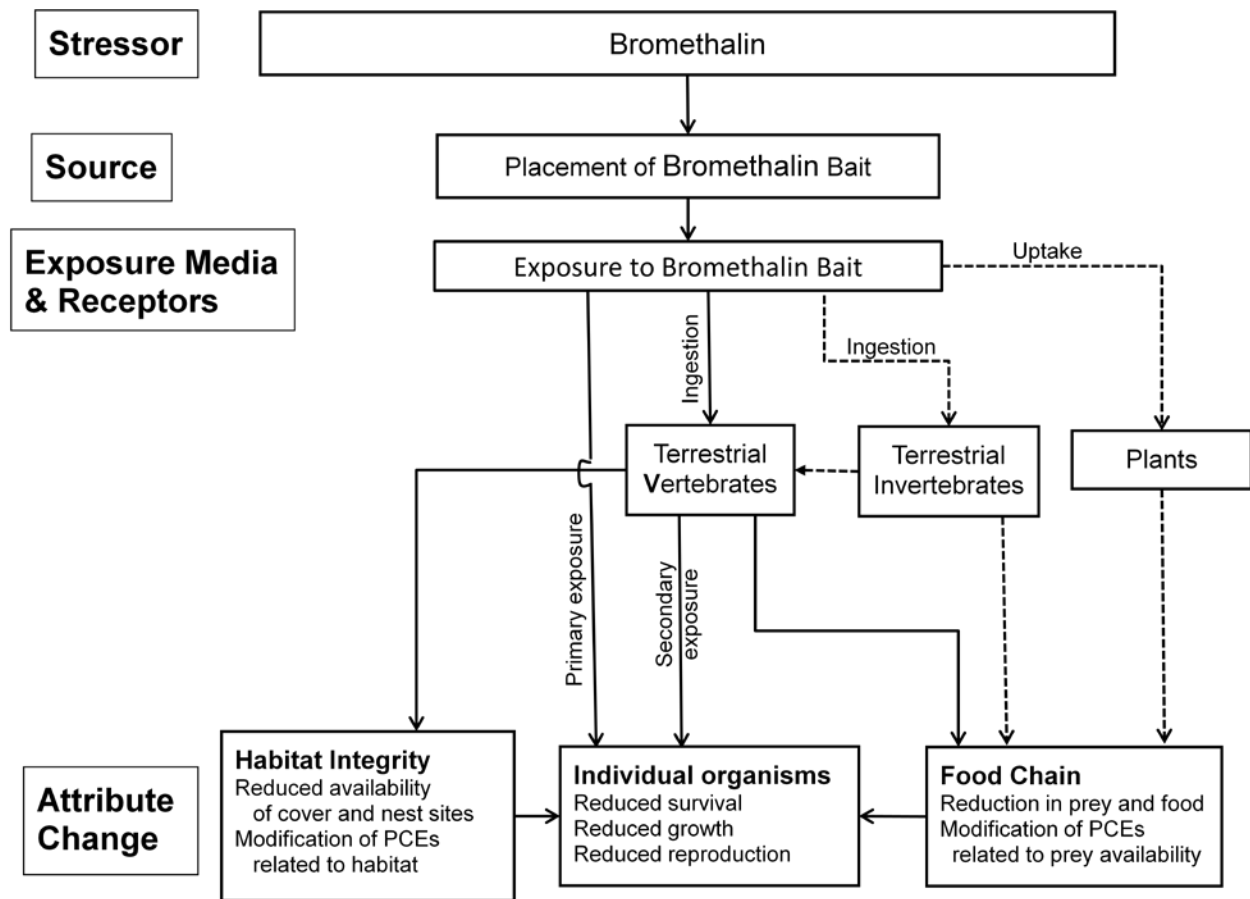 Stressor
Bromethalin
Source
Placement of Bromethalin Bait
Exposure Media
& Receptors
Exposure to Bromethalin Bait
Uptake
Ingestion
Ingestion
Terrestrial
Vertebrates
Terrestrial
Invertebrates
Plants
Primary exposure
Secondary
exposure
Attribute
Change
Habitat Integrity
Reduced availability
of cover and nest sites
Modification of PCEs
related to habitat
Individual organisms
Reduced survival
Reduced growth
Reduced reproduction
Food Chain
Reduction in prey and food
Modification of PCEs
related to prey availability